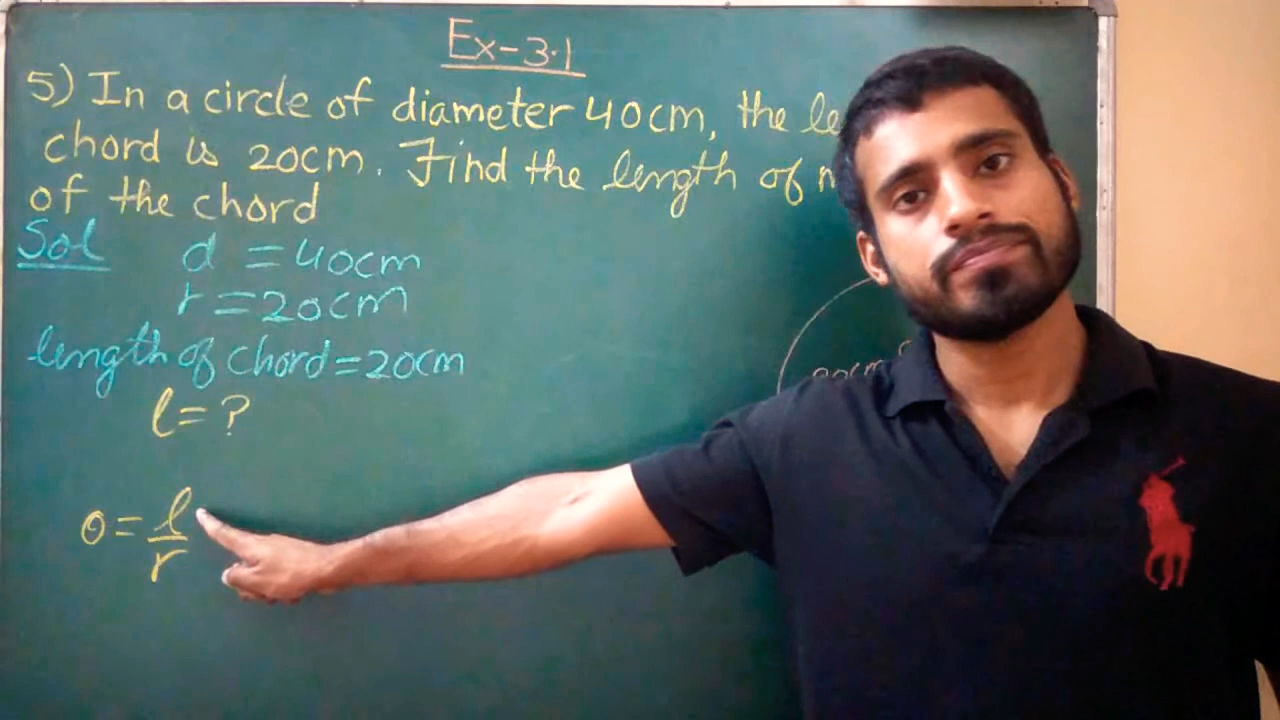 Ex-3.1
5) In a circle of diameter 40cm, the
chord is 20cm. Find the length of
of the chord
Sol
d = 40cm
r = 20cm
length of chord = 20cm
l = ?
θ = l
r